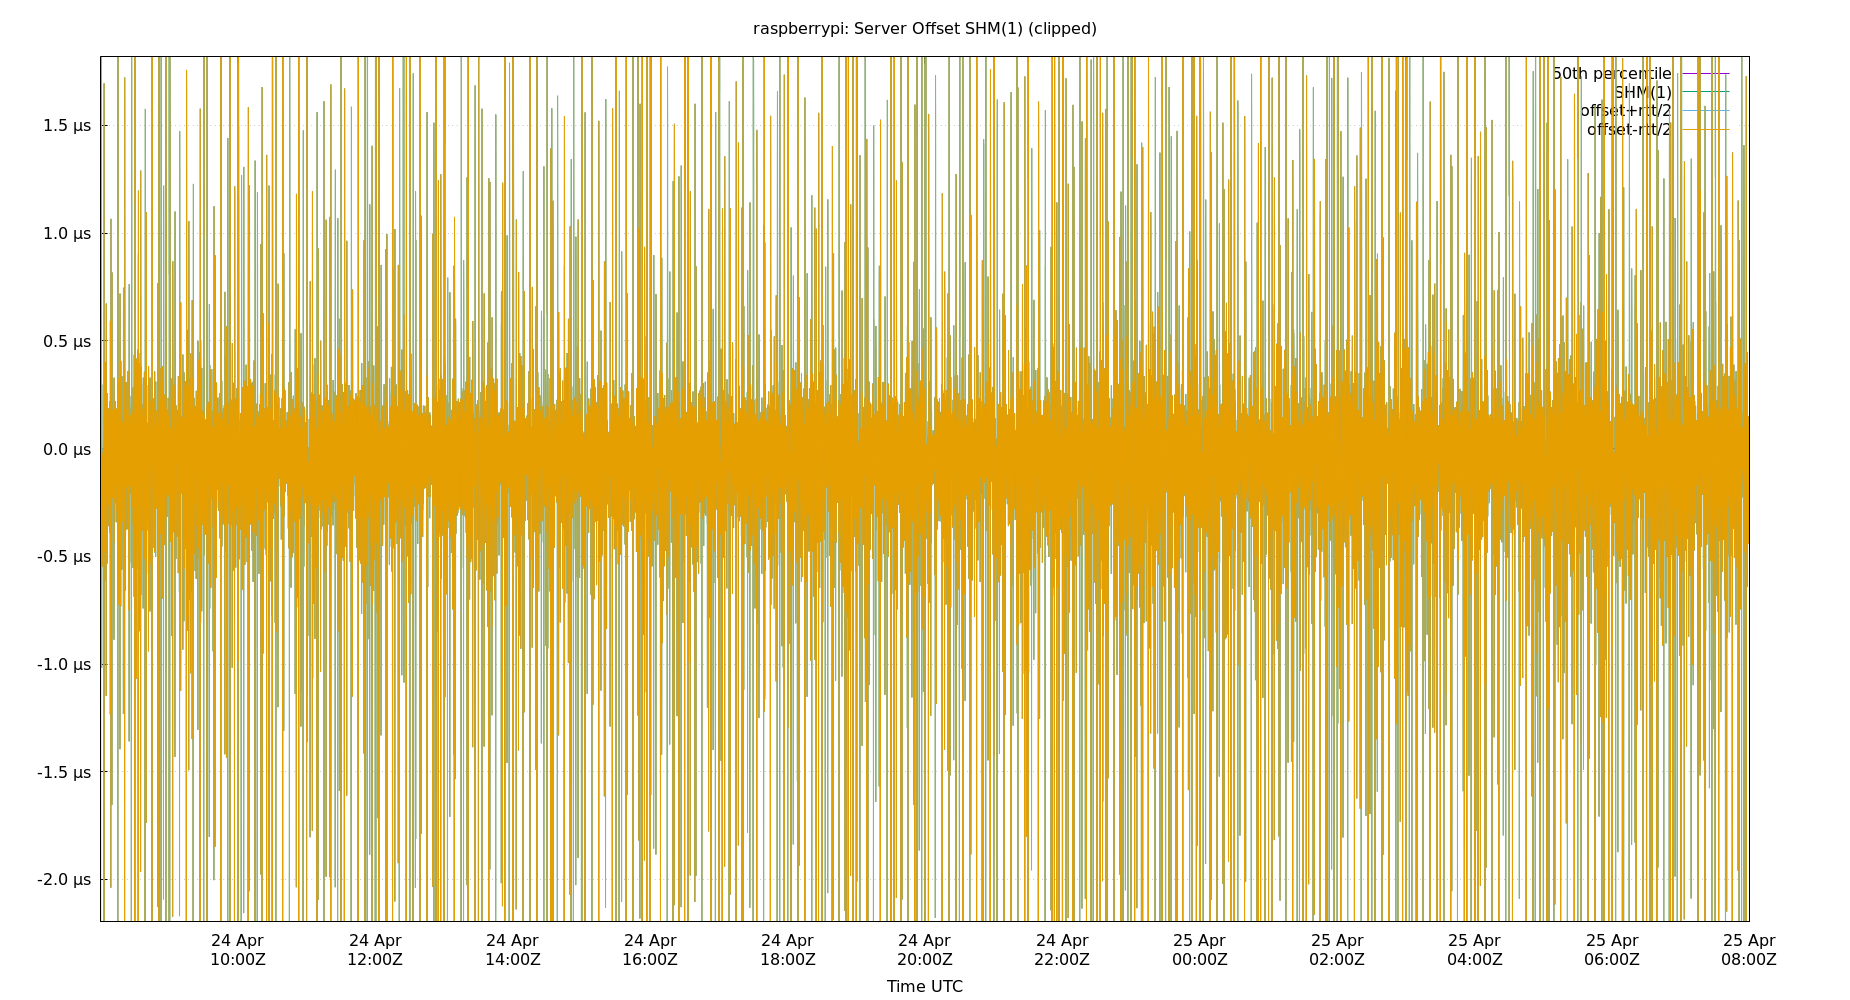 raspberrypi: Server Offset SHM(1) (clipped)
50th percentile
SHM(1)
offset+rtt/2
offset-rtt/2
1.5 µs
1.0 µs
0.5 µs
0.0 µs
-0.5 µs
-1.0 µs
-1.5 µs
-2.0 µs
24 Apr 24 Apr 24 Apr 24 Apr 24 Apr 24 Apr 24 Apr 25 Apr 25 Apr 25 Apr 25 Apr 25 Apr
10:00Z 12:00Z 14:00Z 16:00Z 18:00Z 20:00Z 22:00Z 00:00Z 02:00Z 04:00Z 06:00Z 08:00Z
Time UTC